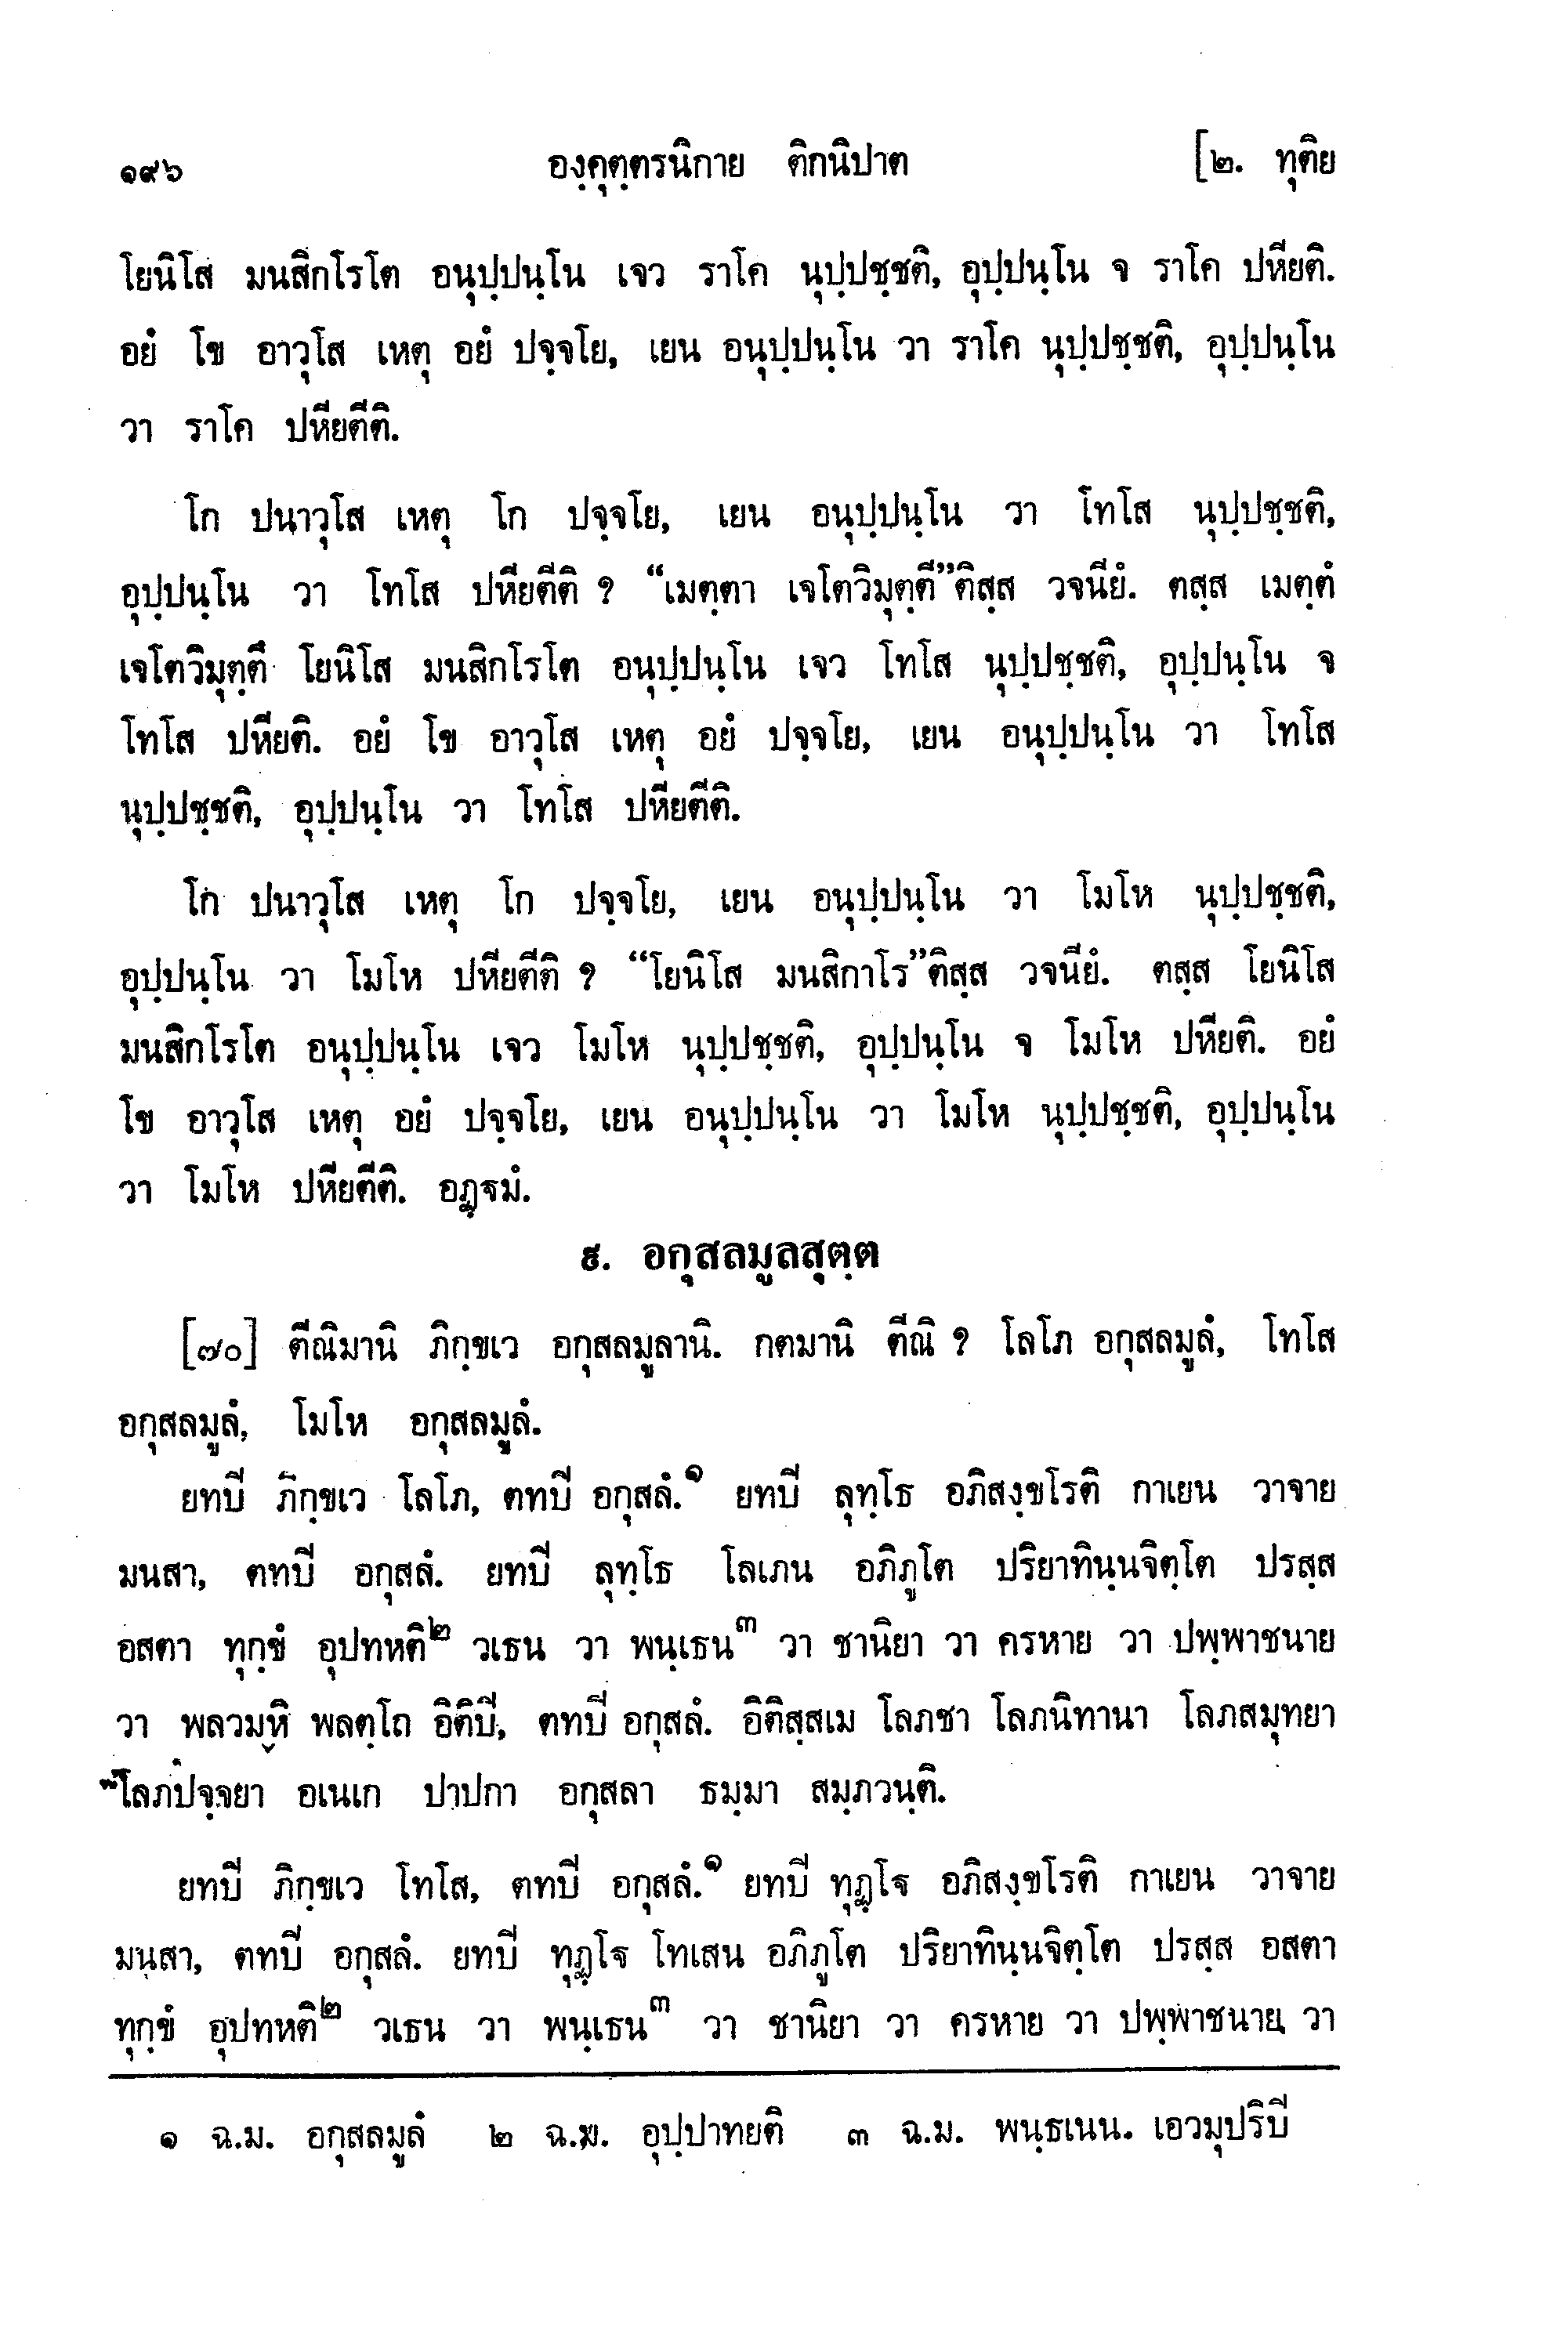 ๑๙๖ องฺคุตฺตรนิกาย ติกนิปาต [๒. ทุติย
โยนิโส มนสิกโรโต อนุปฺปนฺโน เจว ราโค นุปฺปชฺชติ, อุปฺปนฺโน จ ราโค ปหียติ.
อยํ โข อาวุโส เหตุ อยํ ปจฺจโย, เยน อนุปฺปนฺโน วา ราโค นุปฺปชฺชติ, อุปฺปนฺโน
วา ราโค ปหียตีติ.
โก ปนาวุโส เหตุ โก ปจฺจโย, เยน อนุปฺปนฺโน วา โทโส นุปฺปชฺชติ,
อุปฺปนฺโน วา โทโส ปหียตีติ ? “เมตฺตา เจโตวิมุตฺตี”ติสฺส วจนียํ. ตสฺส เมตฺตํ
เจโตวิมุตฺตึ โยนิโส มนสิกโรโต อนุปฺปนฺโน เจว โทโส นุปฺปชฺชติ, อุปฺปนฺโน จ
โทโส ปหียติ. อยํ โข อาวุโส เหตุ อยํ ปจฺจโย, เยน อนุปฺปนฺโน วา โทโส
นุปฺปชฺชติ, อุปฺปนฺโน วา โทโส ปหียตีติ.
โก ปนาวุโส เหตุ โก ปจฺจโย, เยน อนุปฺปนฺโน วา โมโห นุปฺปชฺชติ,
อุปฺปนฺโน วา โมโห ปหียตีติ ? “โยนิโส มนสิกาโร”ติสฺส วจนียํ. ตสฺส โยนิโส
มนสิกโรโต อนุปฺปนฺโน เจว โมโห นุปฺปชฺชติ, อุปฺปนฺโน จ โมโห ปหียติ. อยํ
โข อาวุโส เหตุ อยํ ปจฺจโย, เยน อนุปฺปนฺโน วา โมโห นุปฺปชฺชติ, อุปฺปนฺโน
วา โมโห ปหียตีติ. อฏฺฐมํ.
๙. อกุสลมูลสุตฺต
[๗๐] ตีณิมานิ ภิกฺขเว อกุสลมูลานิ. กตมานิ ตีณิ ? โลโภ อกุสลมูลํ, โทโส
อกุสลมูลํ, โมโห อกุสลมูลํ.
ยทปิ ภิกฺขเว โลโภ, ตทปิ อกุสลํ.๑ ยทปิ ลุทฺโธ อภิสงฺขโรติ กาเยน วาจาย
มนสา, ตทปิ อกุสลํ. ยทปิ ลุทฺโธ โลเภน อภิภูโต ปริยาทินฺนจิตฺโต ปรสฺส
อสตา ทุกฺขํ อุปทหติ๒ วเธน วา พนฺเธน๓ วา ชานิยา วา ครหาย วา ปพฺพาชนาย
วา พลวมฺหิ พลตฺโถ อิติปิ, ตทปิ อกุสลํ. อิติสฺสเม โลภชา โลภนิทานา โลภสมุทยา
โลภปจฺจยา อเนเก ปาปกา อกุสลา ธมฺมา สมฺภวนฺติ.
ยทปิ ภิกฺขเว โทโส, ตทปิ อกุสลํ.๑ ยทปิ ทุฏฺโฐ อภิสงฺขโรติ กาเยน วาจาย
มนสา, ตทปิ อกุสลํ. ยทปิ ทุฏฺโฐ โทเสน อภิภูโต ปริยาทินฺนจิตฺโต ปรสฺส อสตา
ทุกฺขํ อุปทหติ๒ วเธน วา พนฺเธน๓ วา ชานิยา วา ครหาย วา ปพฺพาชนาย วา
๑ ฉ.ม. อกุสลมูลํ ๒ ฉ.ม. อุปฺปาทยติ ๓ ฉ.ม. พนฺธเนน. เอวมุปริปิ